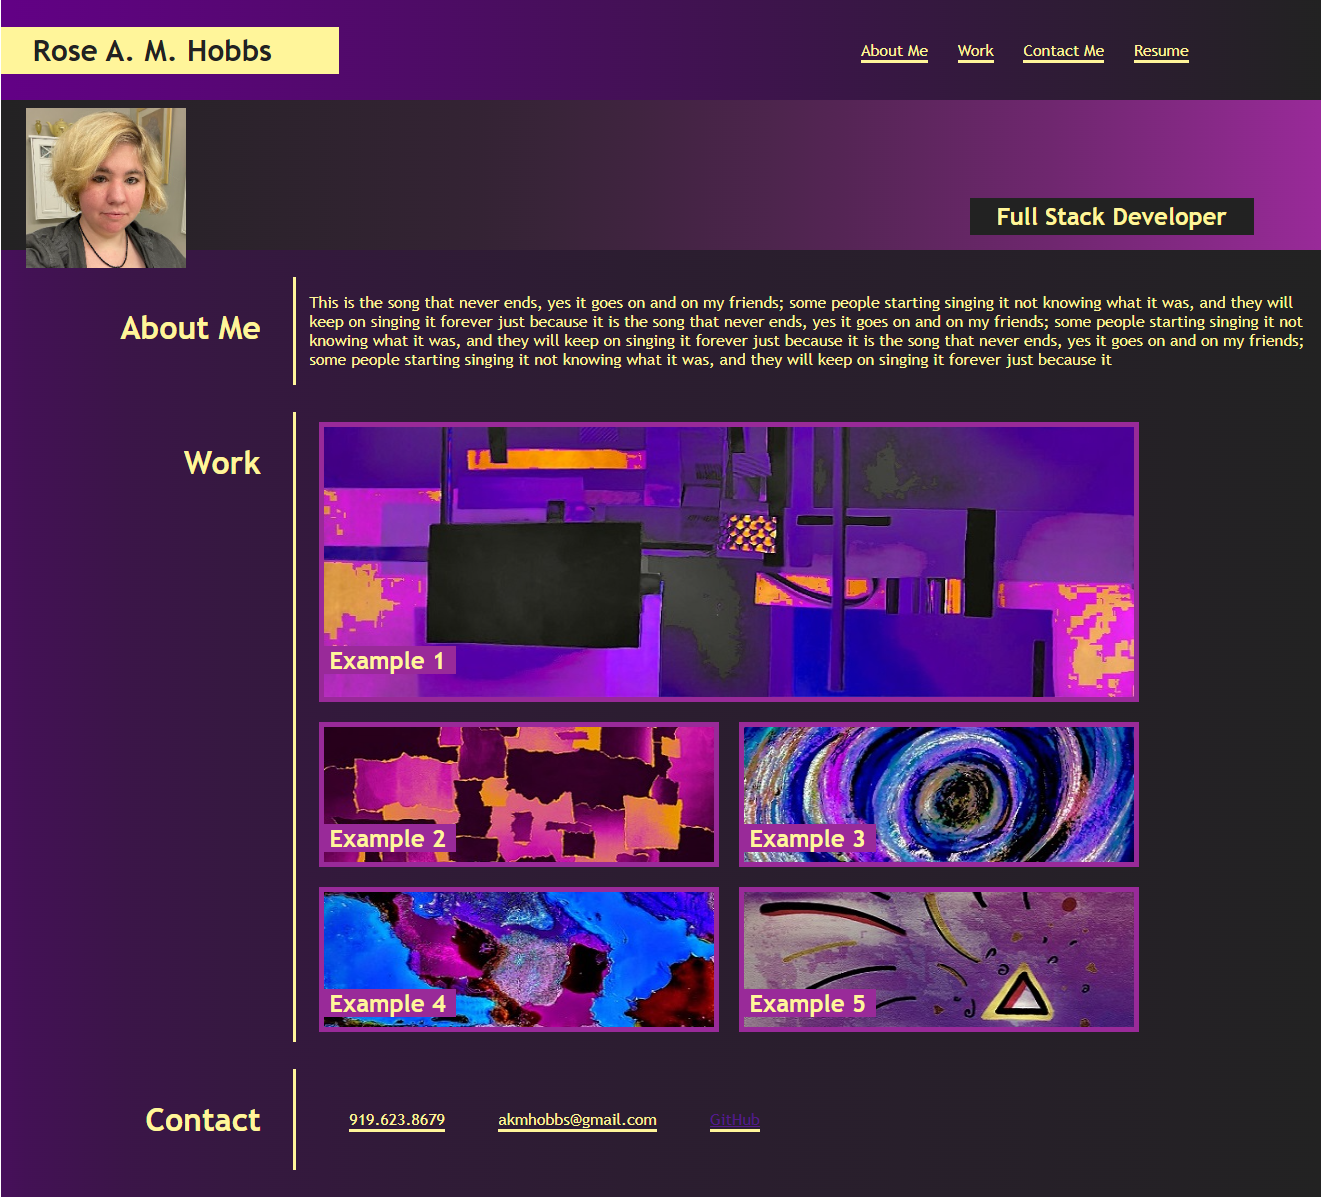 Rose A. M. Hobbs
About Me Work Contact Me Resume
Full Stack Developer
About Me
This is the song that never ends, yes it goes on and on my friends; some people starting singing it not knowing what it was, and they will
keep on singing it forever just because it is the song that never ends, yes it goes on and on my friends; some people starting singing it not
knowing what it was, and they will keep on singing it forever just because it is the song that never ends, yes it goes on and on my friends;
some people starting singing it not knowing what it was, and they will keep on singing it forever just because it
Work
Example 1
Example 2
Example 3
Example 4
Example 5
Contact
919.623.8679 akmhobbs@gmail.com GitHub